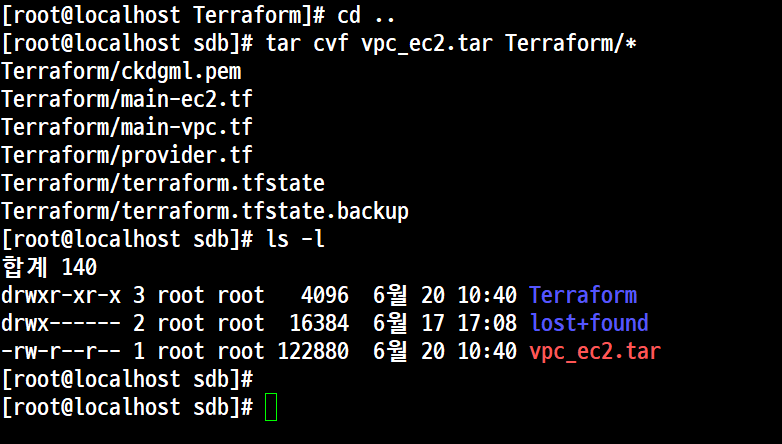 [root@localhost Terraform]# cd ..
[root@localhost sdb]# tar cvf vpc_ec2.tar Terraform/*
Terraform/ckdgml.pem
Terraform/main-ec2.tf
Terraform/main-vpc.tf
Terraform/provider.tf
Terraform/terraform.tfstate
Terraform/terraform.tfstate.backup
[root@localhost sdb]# ls -l
합계 140
drwxr-xr-x 3 root root   4096  6월 20 10:40 Terraform
drwx------ 2 root root  16384  6월 17 17:08 lost+found
-rw-r--r-- 1 root root 122880  6월 20 10:40 vpc_ec2.tar
[root@localhost sdb]#
[root@localhost sdb]#